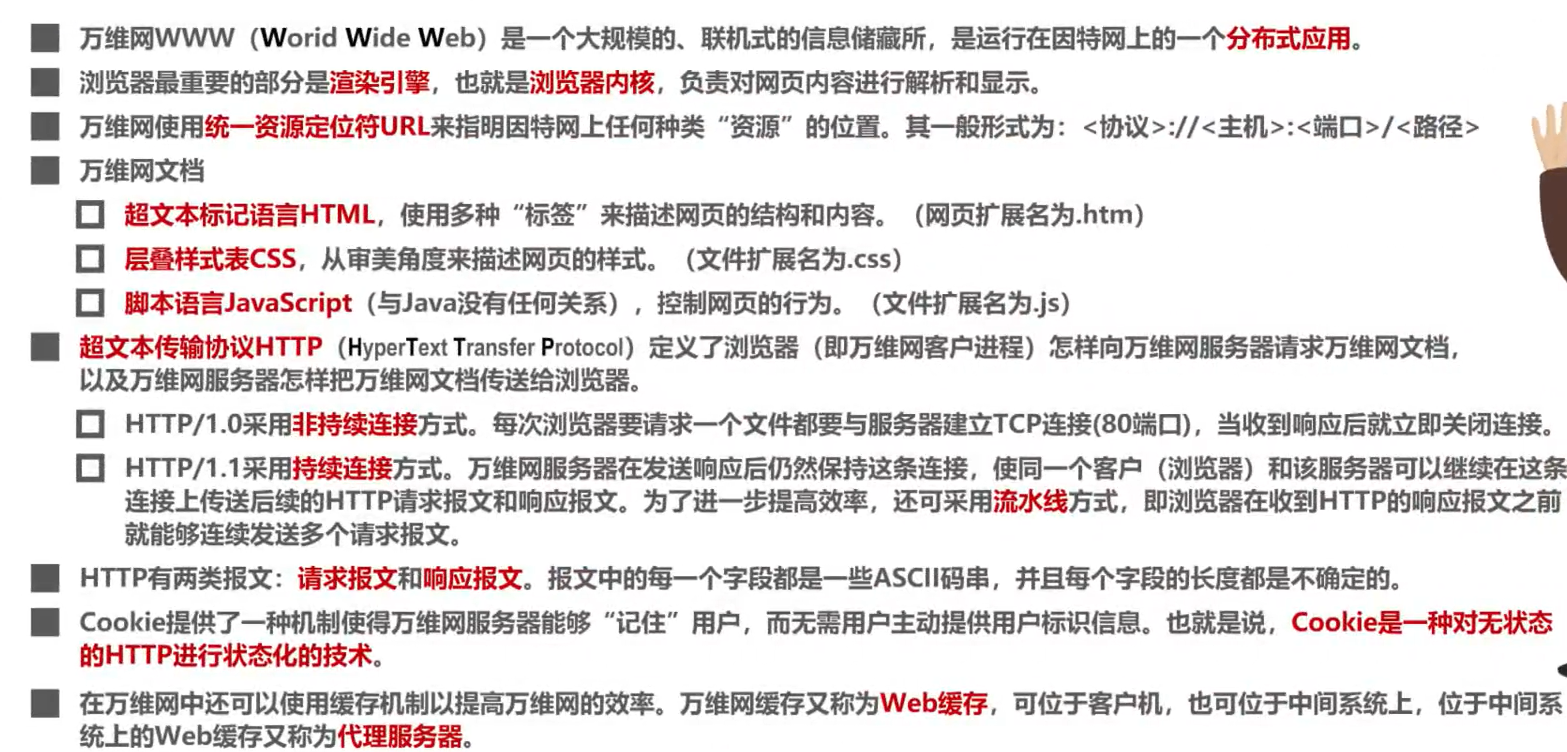 万维网WWW（Worid Wide Web）是一个大规模的、联机式的信息储藏所，是运行在因特网上的一个分布式应用。
浏览器最重要的部分是渲染引擎，也就是浏览器内核，负责对网页内容进行解析和显示。
万维网使用统一资源定位符URL来指明因特网上任何种类“资源”的位置。其一般形式为：<协议>://<主机>:<端口>/<路径>
万维网文档
超文本标记语言HTML，使用多种“标签”来描述网页的结构和内容。（网页扩展名为.htm）
层叠样式表CSS，从审美角度来描述网页的样式。（文件扩展名为.css）
脚本语言JavaScript（与Java没有任何关系），控制网页的行为。（文件扩展名为.js）
超文本传输协议HTTP（HyperText Transfer Protocol）定义了浏览器（即万维网客户进程）怎样向万维网服务器请求万维网文档，
以及万维网服务器怎样把万维网文档传送给浏览器。
HTTP/1.0采用非持续连接方式。每次浏览器要请求一个文件都要与服务器建立TCP连接(80端口)，当收到响应后就立即关闭连接。
HTTP/1.1采用持续连接方式。万维网服务器在发送响应后仍然保持这条连接，使同一个客户（浏览器）和该服务器可以继续在这条
连接上传送后续的HTTP请求报文和响应报文。为了进一步提高效率，还可采用流水线方式，即浏览器在收到HTTP的响应报文之前
就能够连续发送多个请求报文。
HTTP有两类报文：请求报文和响应报文。报文中的每一个字段都是一些ASCII码串，并且每个字段的长度都是不确定的。
Cookie提供了一种机制使得万维网服务器能够“记住”用户，而无需用户主动提供用户标识信息。也就是说，Cookie是一种对无状态
的HTTP进行状态化的技术。
在万维网中还可以使用缓存机制以提高万维网的效率。万维网缓存又称为Web缓存，可位于客户机，也可位于中间系统上，位于中间系
统上的Web缓存又称为代理服务器。